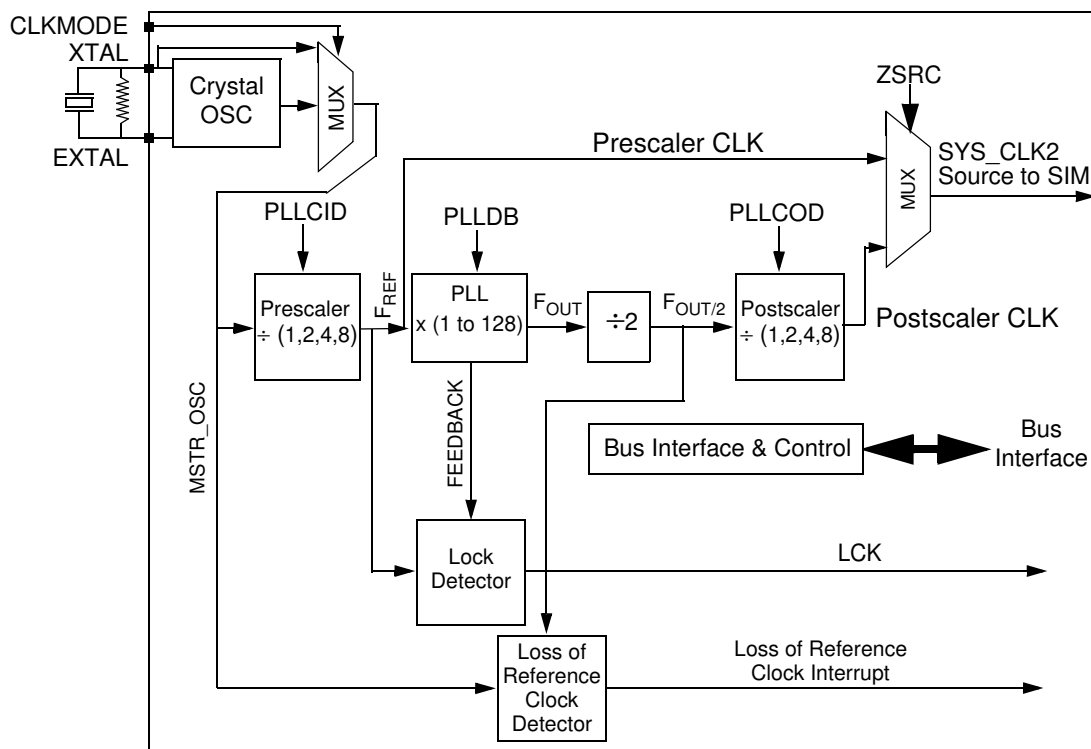 CLKMODE
XTAL
EXTAL
Crystal
OSC
MUX
ZSRC
Prescaler CLK
MUX
SYS_CLK2
Source to SIM
PLLCID
PLLDB
PLLCOD
Prescaler
÷ (1,2,4,8)
FREF
PLL
x (1 to 128)
FOUT
÷2
FOUT/2
Postscaler
÷ (1,2,4,8)
Postscaler CLK
MSTR_OSC
FEEDBACK
Bus Interface & Control
Bus
Interface
Lock
Detector
LCK
Loss of
Reference
Clock
Detector
Loss of Reference
Clock Interrupt